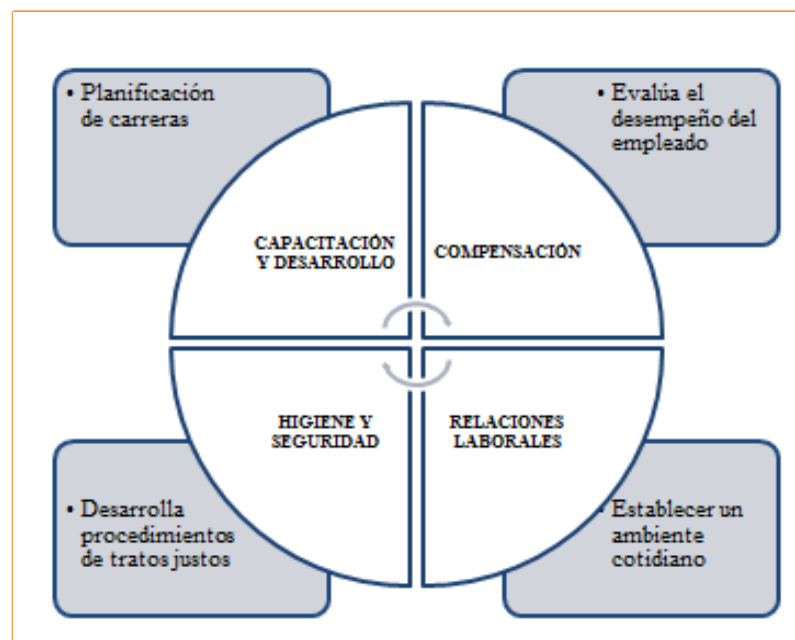 • Planificación
de carreras
• Evalúa el
desempeño del
empleado
CAPACITACIÓN
Y DESARROLLO
COMPENSACIÓN
HIGIENE Y
SEGURIDAD
RELACIONES
LABORALES
• Desarrolla
procedimientos
de tratos justos
• Establecer un
ambiente
cotidiano